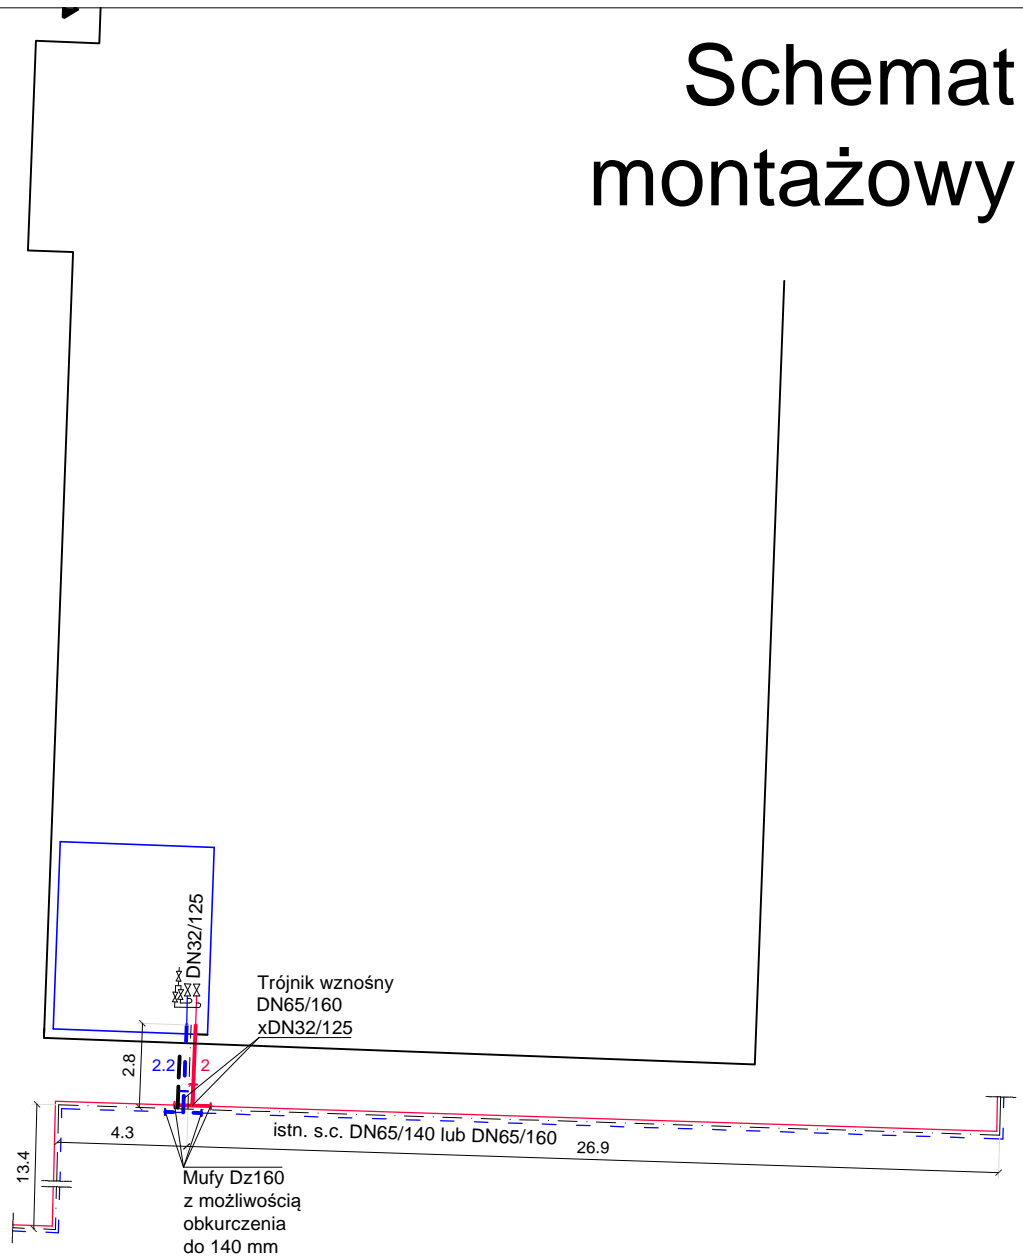 Schemat
montażowy
DN32/125
Trójnik wznośny
DN65/160
xDN32/125
2.8
2.2
2
istn. s.c. DN65/140 lub DN65/160
4.3
26.9
13.4
Mufy Dz160
z możliwością
obkurczenia
do 140 mm